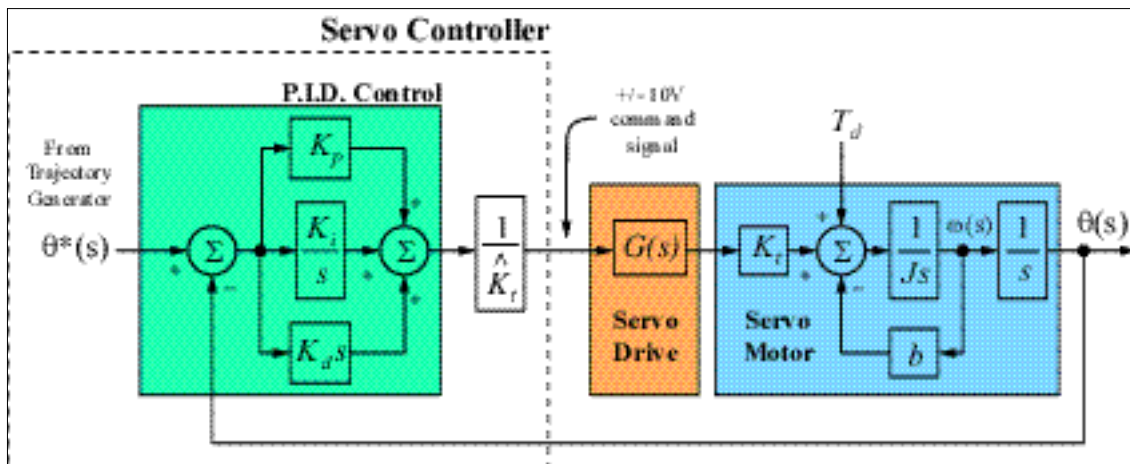 Servo Controller
P.I.D. Control
From
Trajectory
Generator
θ*(s)
+
Σ
−
K_p
K_i
s
K_d s
+
+
+
Σ
1
K̂_t
+/- 10V
command
signal
G(s)
Servo
Drive
T_d
K_t
+
+
Σ
−
1
Js
ω(s)
1
s
b
Servo
Motor
θ(s)